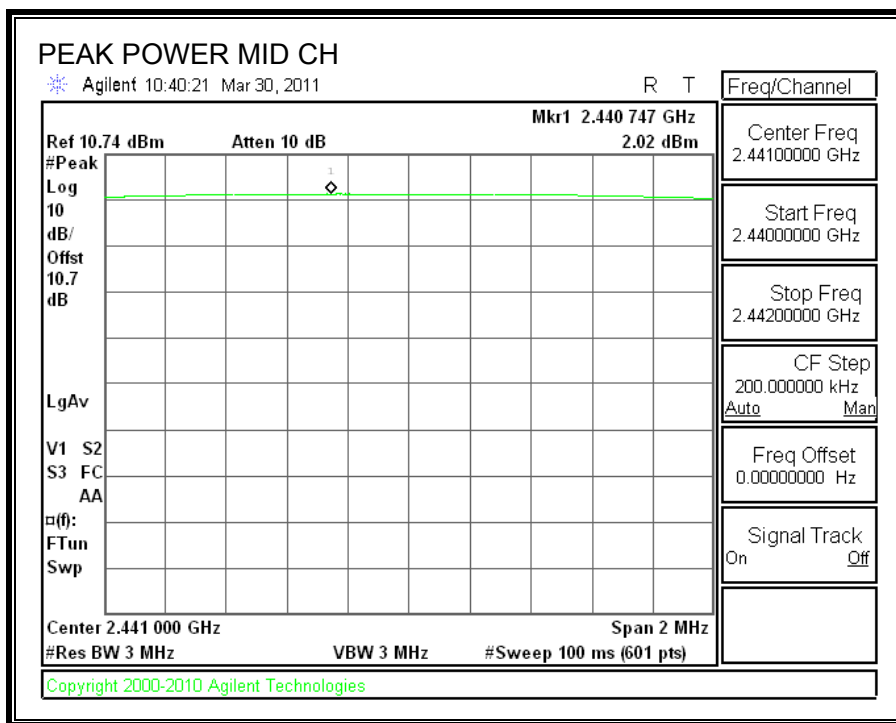 PEAK POWER MID CH
Agilent 10:40:21 Mar 30, 2011 R T
Freq/Channel
Mkr1 2.440 747 GHz
Ref 10.74 dBm Atten 10 dB 2.02 dBm
#Peak
Log
10
dB/
Offst
10.7
dB
1
LgAv
V1 S2
S3 FC
AA
¤(f):
FTun
Swp
Center 2.441 000 GHz Span 2 MHz
#Res BW 3 MHz VBW 3 MHz #Sweep 100 ms (601 pts)
Center Freq
2.44100000 GHz
Start Freq
2.44000000 GHz
Stop Freq
2.44200000 GHz
CF Step
200.000000 kHz
Auto Man
Freq Offset
0.00000000 Hz
Signal Track
On Off
Copyright 2000-2010 Agilent Technologies